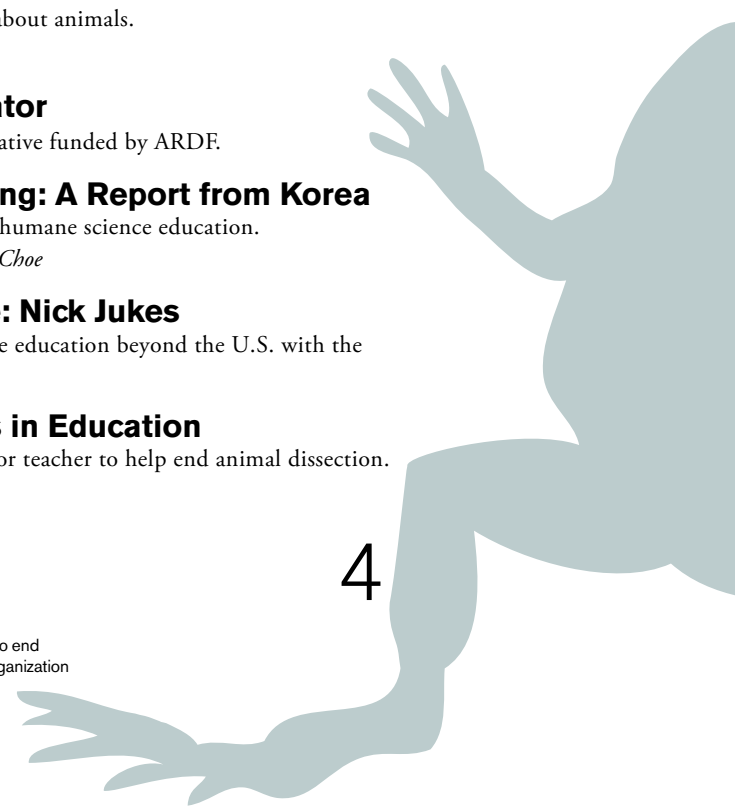 about animals.
ator
ative funded by ARDF.
ng: A Report from Korea
humane science education.
Choe
e: Nick Jukes
e education beyond the U.S. with the
s in Education
or teacher to help end animal dissection.
4
o end
ganization